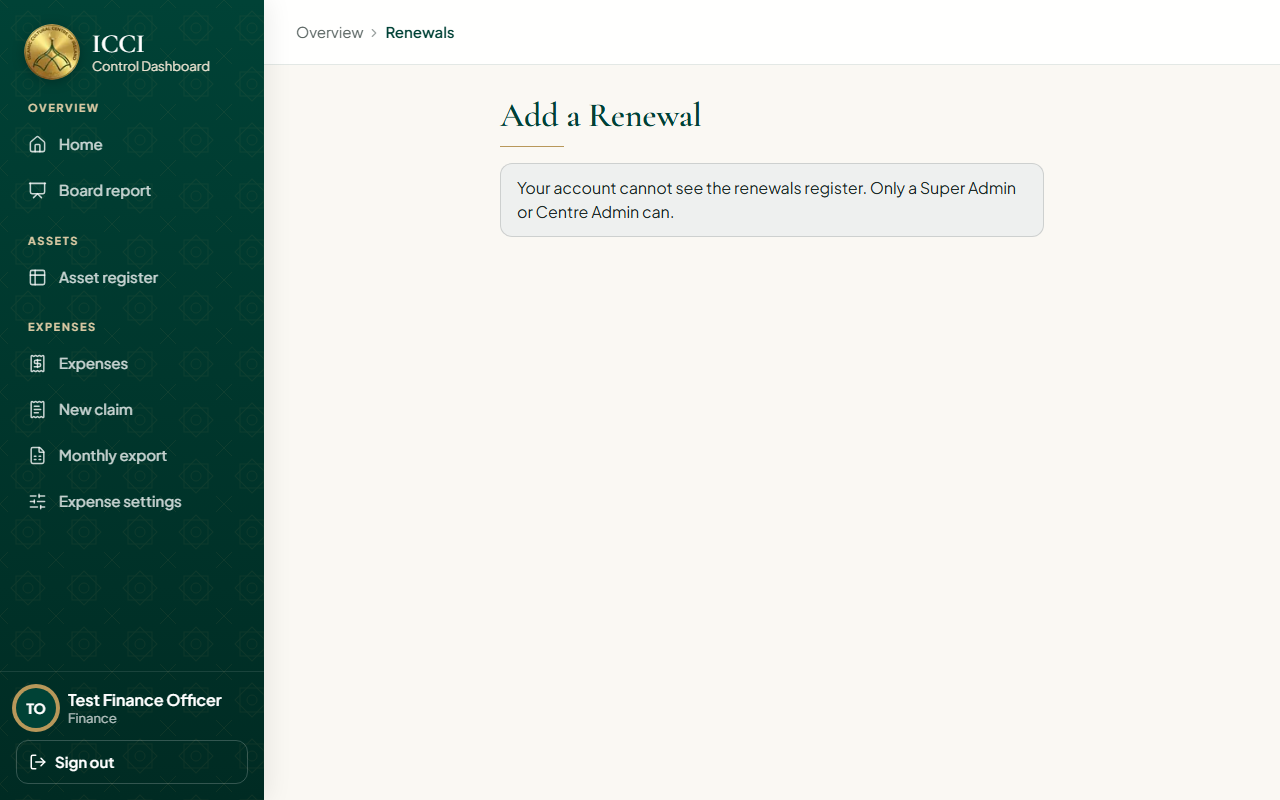 ICCI
Control Dashboard
OVERVIEW
Home
Board report
ASSETS
Asset register
EXPENSES
Expenses
New claim
Monthly export
Expense settings
TO
Test Finance Officer
Finance
Sign out
Overview > Renewals
Add a Renewal
Your account cannot see the renewals register. Only a Super Admin
or Centre Admin can.